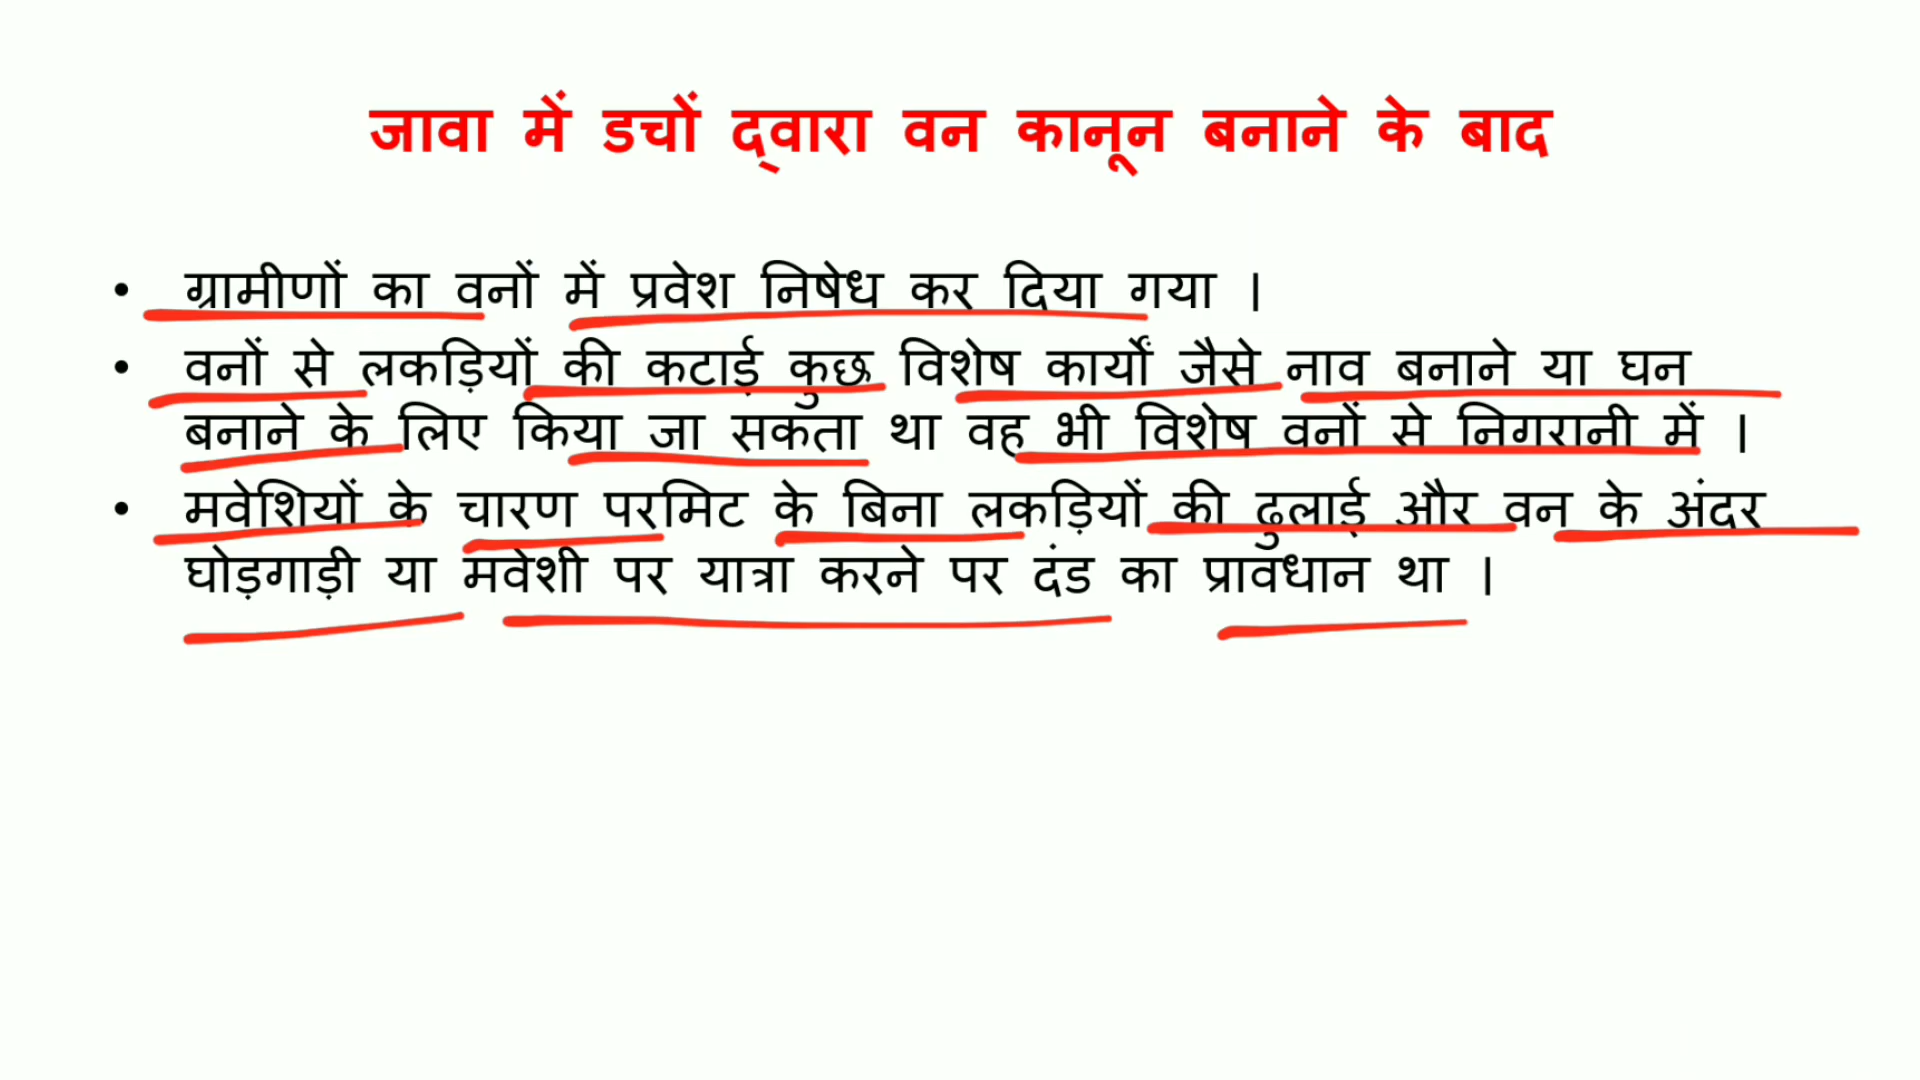 जावा में डचों द्वारा वन कानून बनाने के बाद
• ग्रामीणों का वनों में प्रवेश निषेध कर दिया गया ।
• वनों से लकड़ियों की कटाई कुछ विशेष कार्यों जैसे नाव बनाने या घन
बनाने के लिए किया जा सकता था वह भी विशेष वनों से निगरानी में ।
• मवेशियों के चारण परमिट के बिना लकड़ियों की ढुलाई और वन के अंदर
घोड़गाड़ी या मवेशी पर यात्रा करने पर दंड का प्रावधान था ।